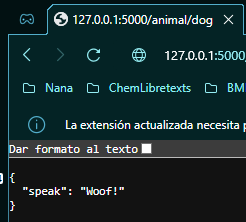 127.0.0.1:5000/animal/dog
127.0.0.1:5000/animal/
Nana ChemLibretexts BM
La extensión actualizada necesita
Dar formato al texto
{
"speak": "Woof!"
}